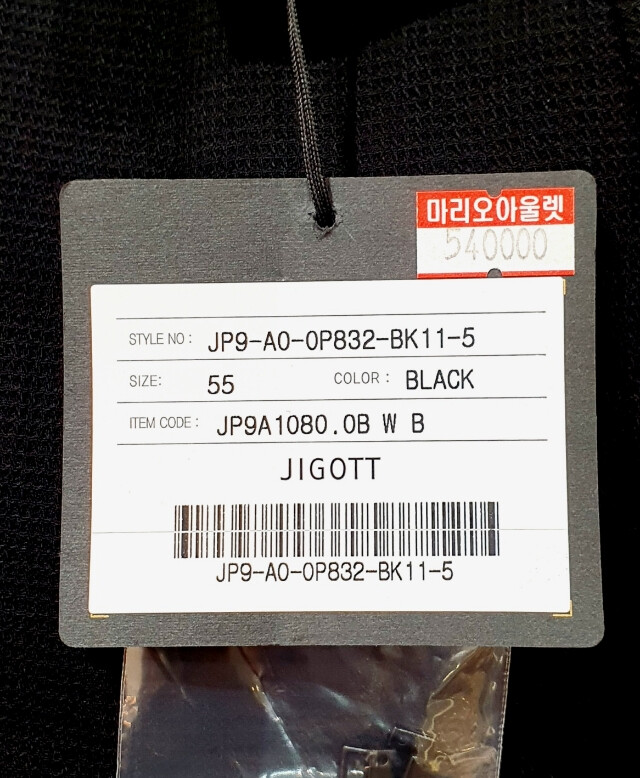 마리오아울렛
540000
STYLE NO : JP9-A0-0P832-BK11-5
SIZE: 55 COLOR : BLACK
ITEM CODE : JP9A1080.0B W B
JIGOTT
JP9-A0-0P832-BK11-5